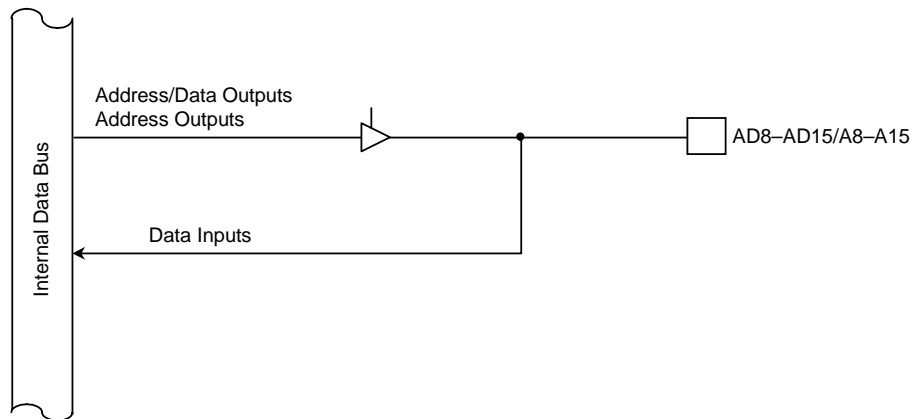 Address/Data Outputs
Address Outputs
AD8–AD15/A8–A15
Data Inputs
Internal Data Bus